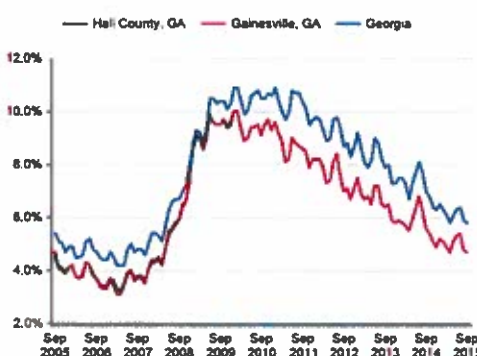 Hall County, GA Gainesville, GA Georgia
12.0%
10.0%
8.0%
6.0%
4.0%
2.0%
Sep Sep Sep Sep Sep Sep Sep Sep Sep Sep Sep
2005 2006 2007 2008 2009 2010 2011 2012 2013 2014 201